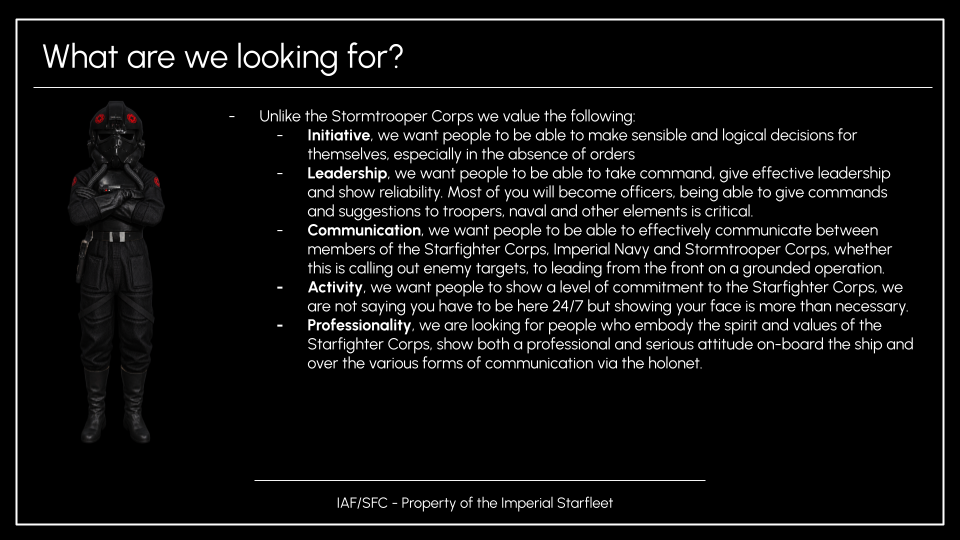 What are we looking for?
- Unlike the Stormtrooper Corps we value the following:
- Initiative, we want people to be able to make sensible and logical decisions for
themselves, especially in the absence of orders
- Leadership, we want people to be able to take command, give effective leadership
and show reliability. Most of you will become officers, being able to give commands
and suggestions to troopers, naval and other elements is critical.
- Communication, we want people to be able to effectively communicate between
members of the Starfighter Corps, Imperial Navy and Stormtrooper Corps, whether
this is calling out enemy targets, to leading from the front on a grounded operation.
- Activity, we want people to show a level of commitment to the Starfighter Corps, we
are not saying you have to be here 24/7 but showing your face is more than necessary.
- Professionality, we are looking for people who embody the spirit and values of the
Starfighter Corps, show both a professional and serious attitude on-board the ship and
over the various forms of communication via the holonet.
IAF/SFC - Property of the Imperial Starfleet